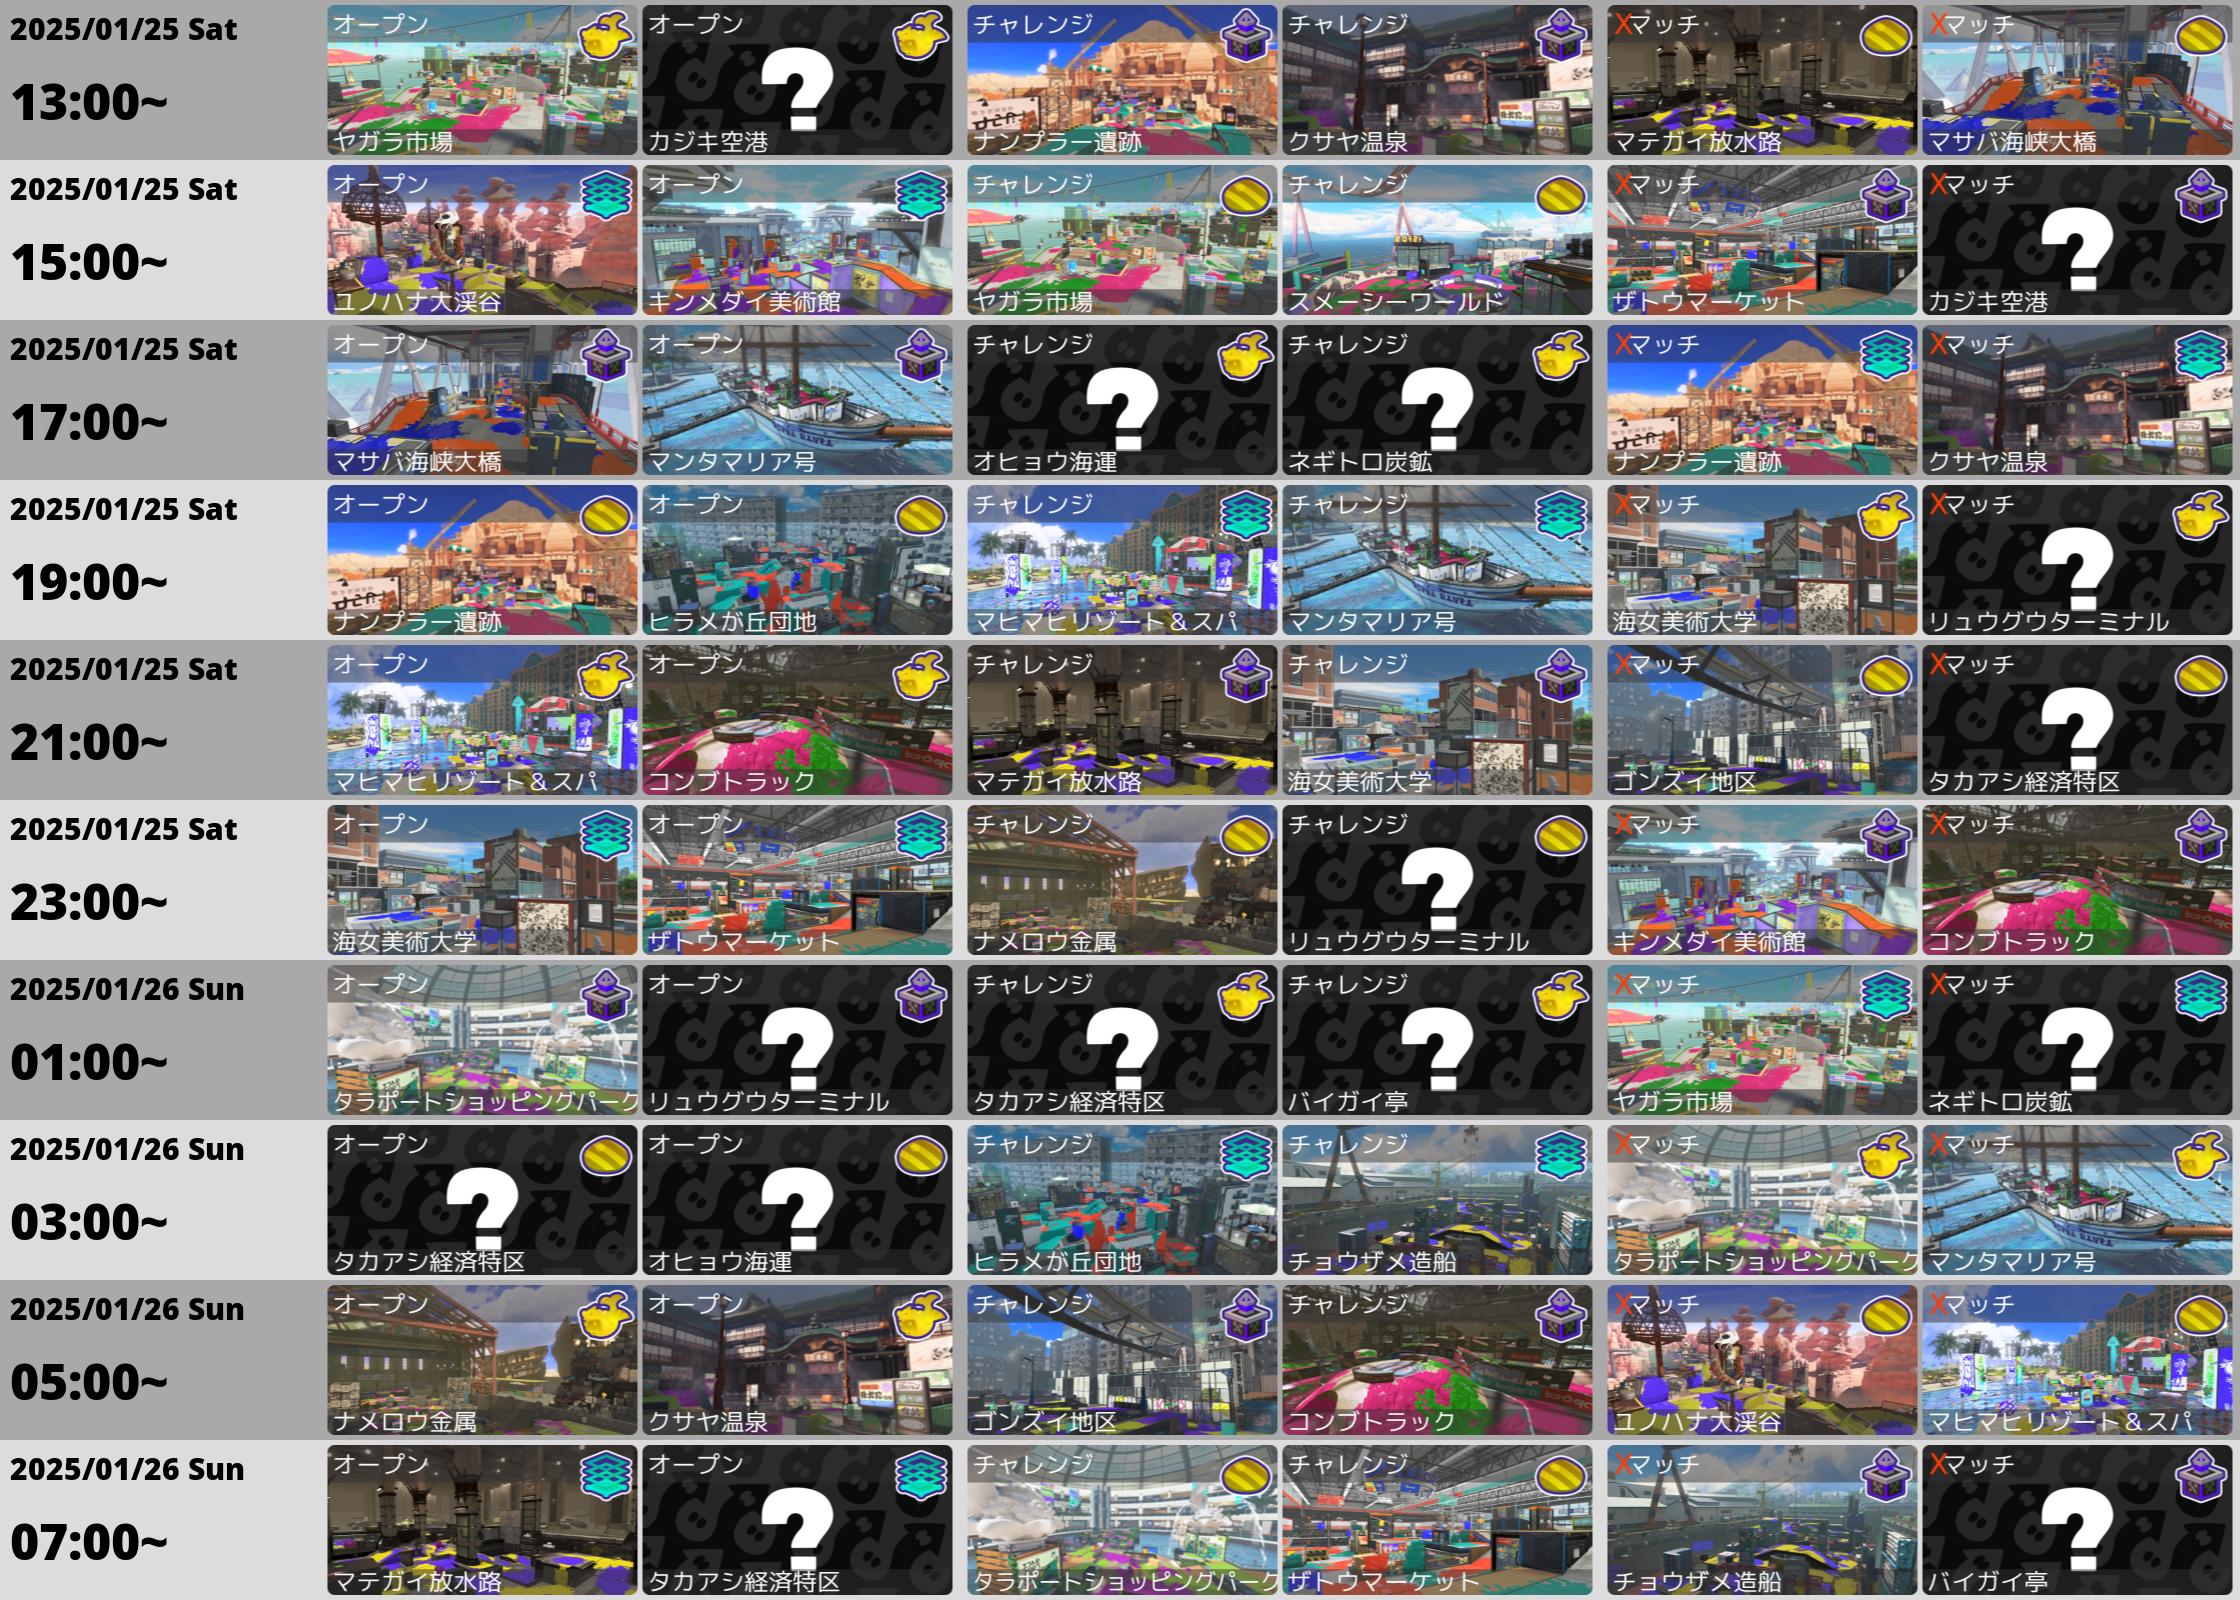 2025/01/25 Sat
13:00~
オープン
ヤガラ市場
オープン
カジキ空港
チャレンジ
ナンプラー遺跡
チャレンジ
クサヤ温泉
Xマッチ
マテガイ放水路
Xマッチ
マサバ海峡大橋
2025/01/25 Sat
15:00~
オープン
ユノハナ大渓谷
オープン
キンメダイ美術館
チャレンジ
ヤガラ市場
チャレンジ
スメーシーワールド
Xマッチ
ザトウマーケット
Xマッチ
カジキ空港
2025/01/25 Sat
17:00~
オープン
マサバ海峡大橋
オープン
マンタマリア号
チャレンジ
オヒョウ海運
チャレンジ
ネギトロ炭鉱
Xマッチ
ナンプラー遺跡
Xマッチ
クサヤ温泉
2025/01/25 Sat
19:00~
オープン
ナンプラー遺跡
オープン
ヒラメが丘団地
チャレンジ
マヒマヒリゾート&スパ
チャレンジ
マンタマリア号
Xマッチ
海女美術大学
Xマッチ
リュウグウターミナル
2025/01/25 Sat
21:00~
オープン
マヒマヒリゾート&スパ
オープン
コンブトラック
チャレンジ
マテガイ放水路
チャレンジ
海女美術大学
Xマッチ
ゴンズイ地区
Xマッチ
タカアシ経済特区
2025/01/25 Sat
23:00~
オープン
海女美術大学
オープン
ザトウマーケット
チャレンジ
ナメロウ金属
チャレンジ
リュウグウターミナル
Xマッチ
キンメダイ美術館
Xマッチ
コンブトラック
2025/01/26 Sun
01:00~
オープン
タラポートショッピングパーク
オープン
リュウグウターミナル
チャレンジ
タカアシ経済特区
チャレンジ
バイガイ亭
Xマッチ
ヤガラ市場
Xマッチ
ネギトロ炭鉱
2025/01/26 Sun
03:00~
オープン
タカアシ経済特区
オープン
オヒョウ海運
チャレンジ
ヒラメが丘団地
チャレンジ
チョウザメ造船
Xマッチ
タラポートショッピングパーク
Xマッチ
マンタマリア号
2025/01/26 Sun
05:00~
オープン
ナメロウ金属
オープン
クサヤ温泉
チャレンジ
ゴンズイ地区
チャレンジ
コンブトラック
Xマッチ
ユノハナ大渓谷
Xマッチ
マヒマヒリゾート&スパ
2025/01/26 Sun
07:00~
オープン
マテガイ放水路
オープン
タカアシ経済特区
チャレンジ
タラポートショッピングパーク
チャレンジ
ザトウマーケット
Xマッチ
チョウザメ造船
Xマッチ
バイガイ亭